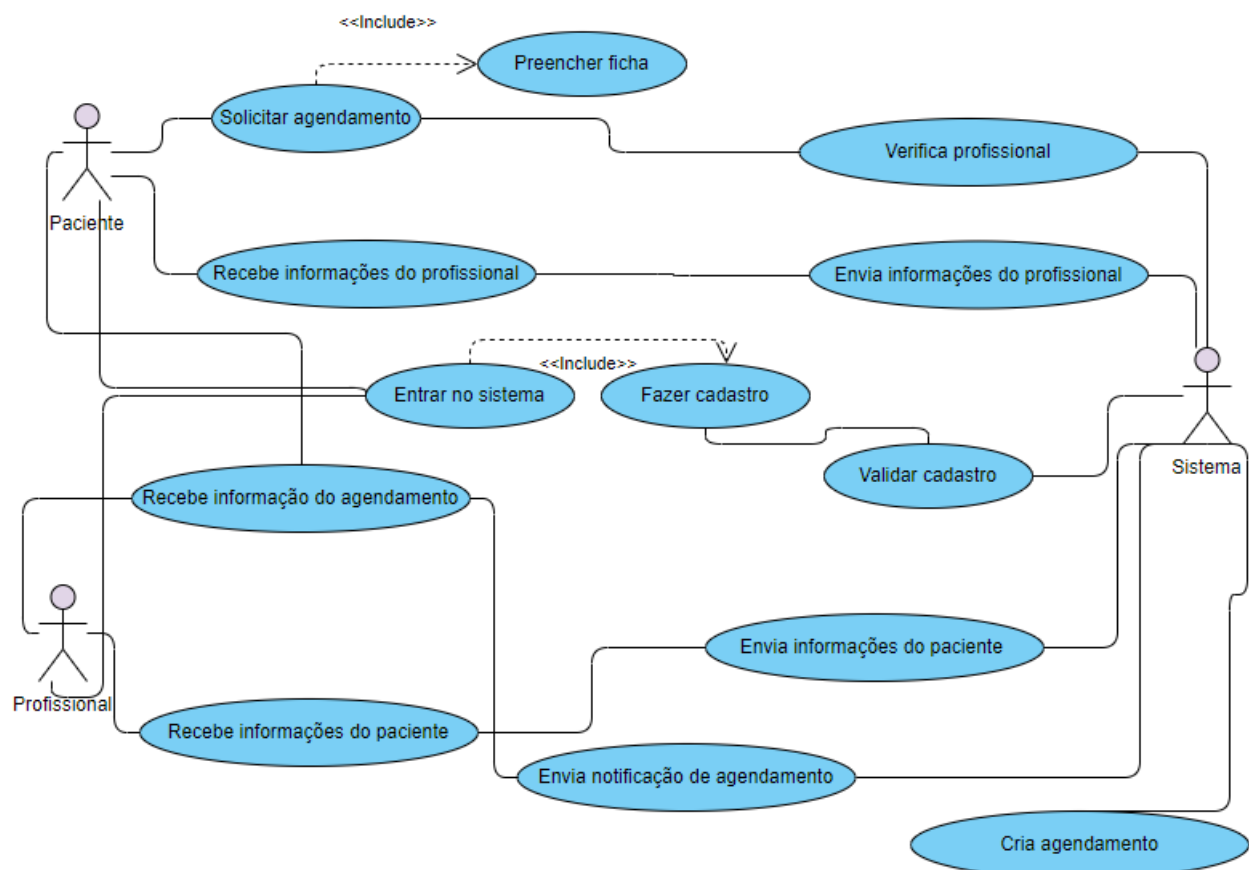 <<Include>>
Preencher ficha
Solicitar agendamento
Verifica profissional
Paciente
Recebe informações do profissional
Envia informações do profissional
<<Include>>
Entrar no sistema
Fazer cadastro
Validar cadastro
Sistema
Recebe informação do agendamento
Envia informações do paciente
Profissional
Recebe informações do paciente
Envia notificação de agendamento
Cria agendamento